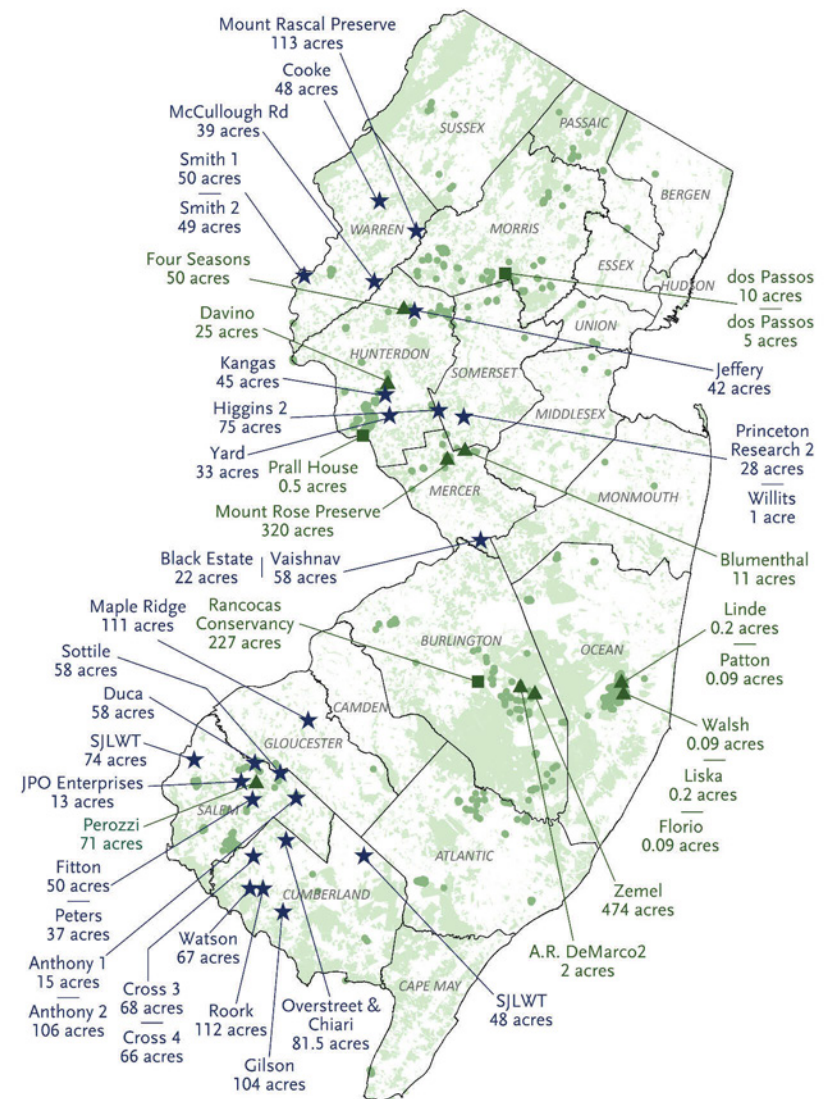 Mount Rascal Preserve
113 acres
Cooke
48 acres
McCullough Rd
39 acres
Smith 1
50 acres
Smith 2
49 acres
Four Seasons
50 acres
Davino
25 acres
Kangas
45 acres
Higgins 2
75 acres
Yard
33 acres
Prall House
0.5 acres
Mount Rose Preserve
320 acres
Black Estate
22 acres
Vaishnav
58 acres
Maple Ridge
111 acres
Rancocas
Conservancy
227 acres
Sottile
58 acres
Duca
58 acres
SJLWT
74 acres
JPO Enterprises
13 acres
Perozzi
71 acres
Fitton
50 acres
Peters
37 acres
Anthony 1
15 acres
Anthony 2
106 acres
Cross 3
68 acres
Cross 4
66 acres
Watson
67 acres
Roork
112 acres
Gilson
104 acres
Overstreet &
Chiari
81.5 acres
SJLWT
48 acres
A.R. DeMarco2
2 acres
Zemel
474 acres
dos Passos
10 acres
dos Passos
5 acres
Jeffery
42 acres
Princeton
Research 2
28 acres
Willits
1 acre
Blumenthal
11 acres
Linde
0.2 acres
Patton
0.09 acres
Walsh
0.09 acres
Liska
0.2 acres
Florio
0.09 acres
SUSSEX
PASSAIC
BERGEN
WARREN
MORRIS
ESSEX
HUDSON
UNION
HUNTERDON
SOMERSET
MIDDLESEX
MERCER
MONMOUTH
BURLINGTON
OCEAN
CAMDEN
GLOUCESTER
SALEM
ATLANTIC
CUMBERLAND
CAPE MAY